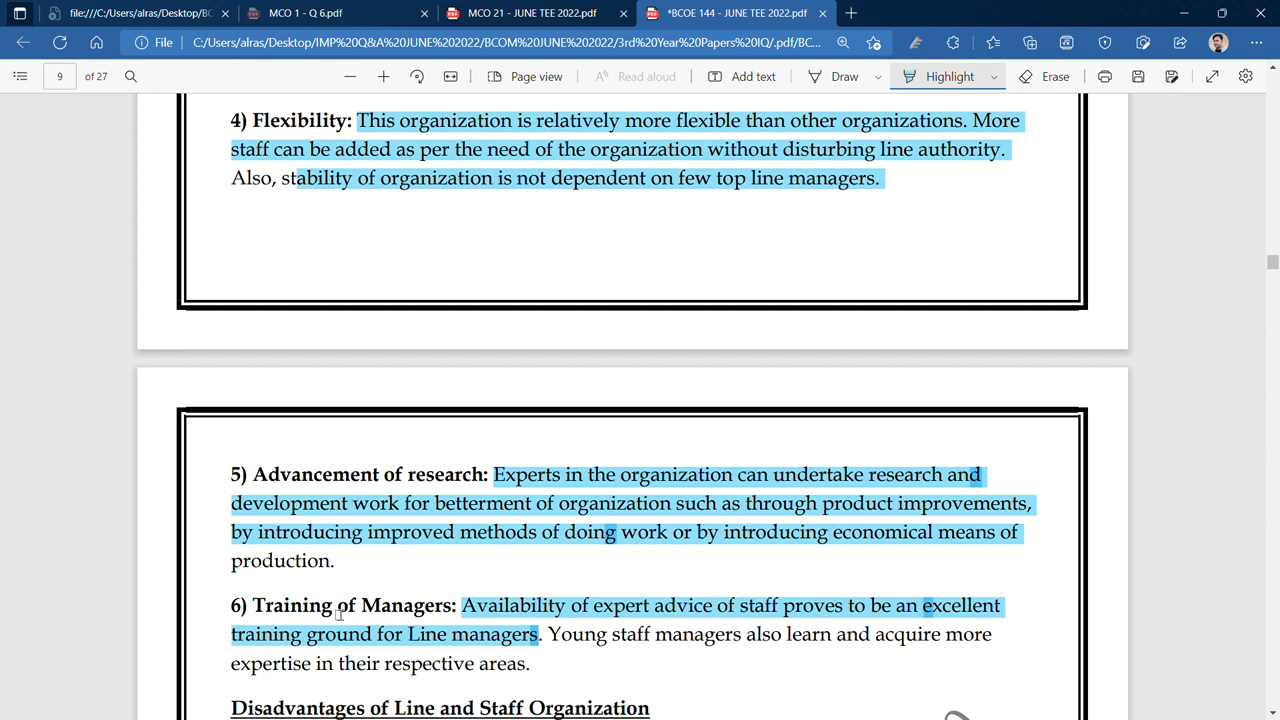 file:///C:/Users/alras/Desktop/BC
MCO 1 - Q 6.pdf
MCO 21 - JUNE TEE 2022.pdf
*BCOE 144 - JUNE TEE 2022.pdf
File C:/Users/alras/Desktop/IMP%20Q&A%20JUNE%202022/BCOM%20JUNE%202022/3rd%20Year%20Papers%20IQ/.pdf/BC...
9 of 27 Page view Read aloud Add text Draw Highlight Erase
4) Flexibility: This organization is relatively more flexible than other organizations. More
staff can be added as per the need of the organization without disturbing line authority.
Also, stability of organization is not dependent on few top line managers.
5) Advancement of research: Experts in the organization can undertake research and
development work for betterment of organization such as through product improvements,
by introducing improved methods of doing work or by introducing economical means of
production.
6) Training of Managers: Availability of expert advice of staff proves to be an excellent
training ground for Line managers. Young staff managers also learn and acquire more
expertise in their respective areas.
Disadvantages of Line and Staff Organization